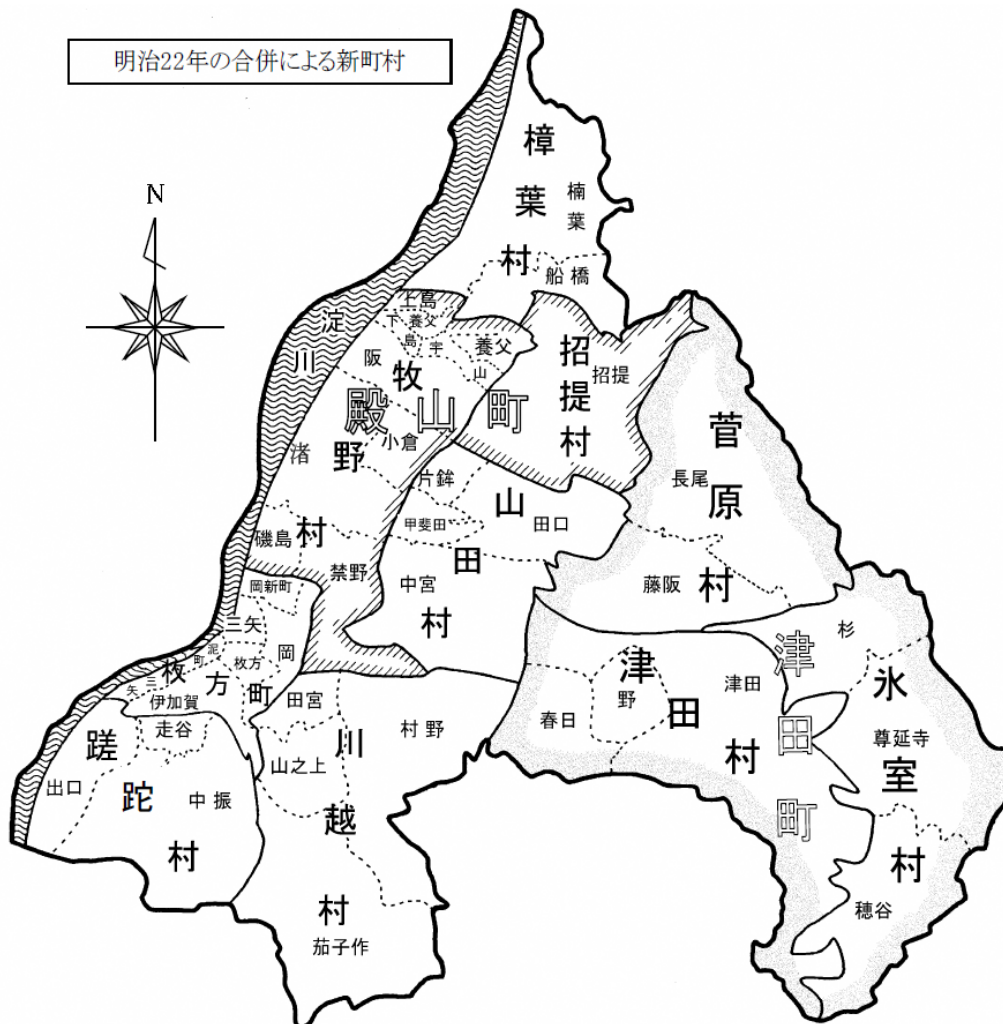 明治22年の合併による新町村
N
樟葉村
楠葉
船橋
淀川
上島
下島
養父
宇山
養父
阪
牧野村
殿山町
招提村
招提
渚
小倉
片鉾
磯島
禁野
山田村
甲斐田
田口
中宮
菅原村
長尾
藤阪
岡新町
三矢
泥町
枚方
岡
枚方町
三矢
伊加賀
田宮
走谷
蹉跎村
出口
中振
川越村
村野
山之上
茄子作
津田村
津田
野
春日
津田町
杉
氷室村
尊延寺
穂谷